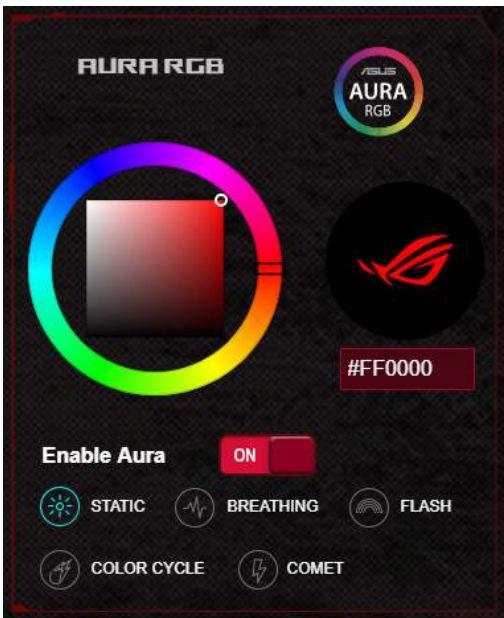 AURA RGB
ASUS
AURA
RGB
#FF0000
Enable Aura ON
STATIC BREATHING FLASH
COLOR CYCLE COMET